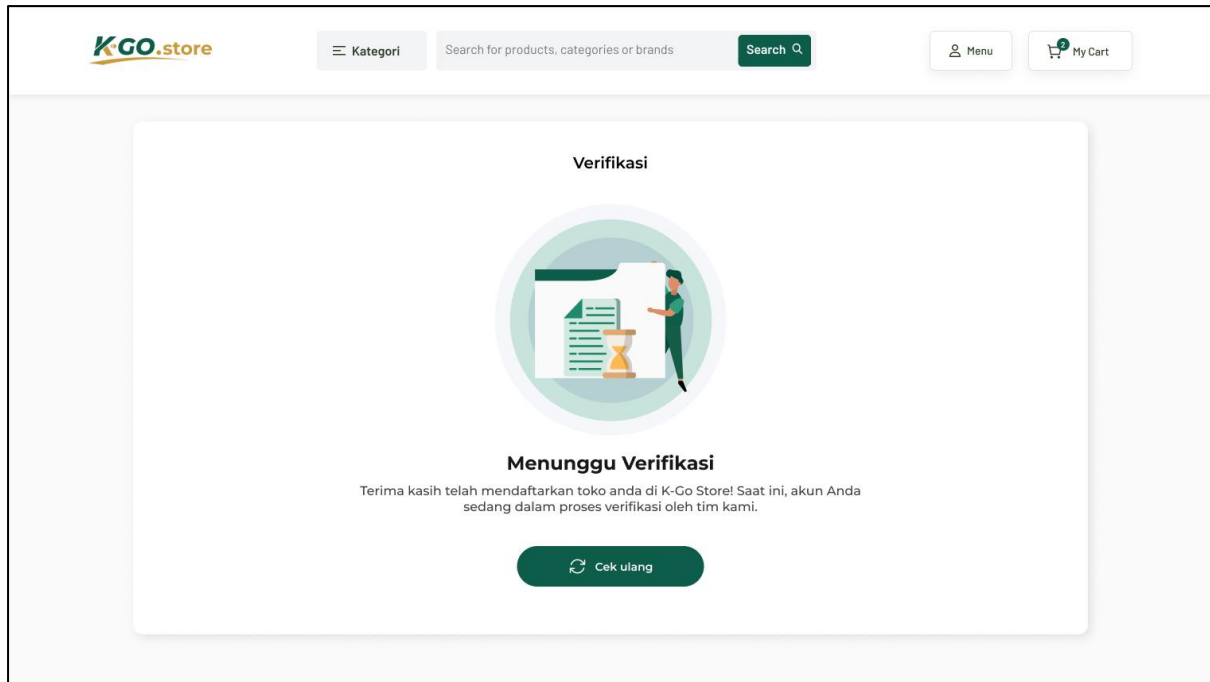 K-GO.store
Kategori
Search for products, categories or brands
Search
Menu
2
My Cart
Verifikasi
Menunggu Verifikasi
Terima kasih telah mendaftarkan toko anda di K-Go Store! Saat ini, akun Anda
sedang dalam proses verifikasi oleh tim kami.
Cek ulang